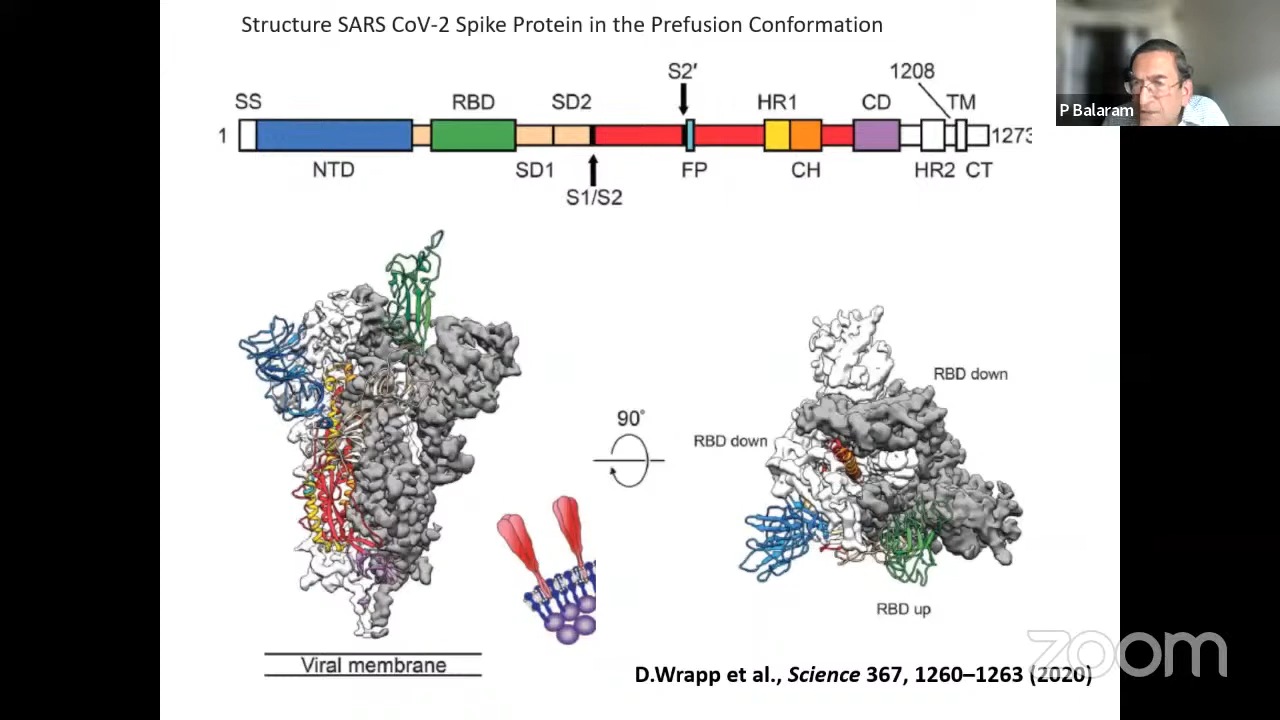 Structure SARS CoV-2 Spike Protein in the Prefusion Conformation
P Balaram
S2′
1208
SS
RBD
SD2
HR1
CD
TM
1
1273
NTD
SD1
FP
CH
HR2
CT
S1/S2
RBD down
90°
RBD down
RBD up
Viral membrane
zoom
D.Wrapp et al., Science 367, 1260–1263 (2020)